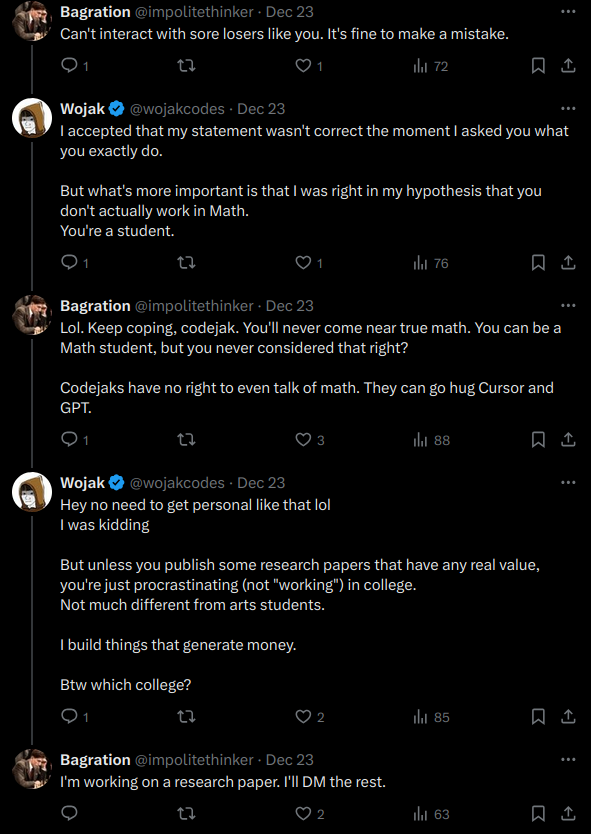 Bagration @impolitethinker · Dec 23
Can't interact with sore losers like you. It's fine to make a mistake.
1 1 72
Wojak @wojakcodes · Dec 23
I accepted that my statement wasn't correct the moment I asked you what
you exactly do.
But what's more important is that I was right in my hypothesis that you
don't actually work in Math.
You're a student.
1 1 76
Bagration @impolitethinker · Dec 23
Lol. Keep coping, codejak. You'll never come near true math. You can be a
Math student, but you never considered that right?
Codejaks have no right to even talk of math. They can go hug Cursor and
GPT.
1 3 88
Wojak @wojakcodes · Dec 23
Hey no need to get personal like that lol
I was kidding
But unless you publish some research papers that have any real value,
you're just procrastinating (not "working") in college.
Not much different from arts students.
I build things that generate money.
Btw which college?
1 2 85
Bagration @impolitethinker · Dec 23
I'm working on a research paper. I'll DM the rest.
2 63